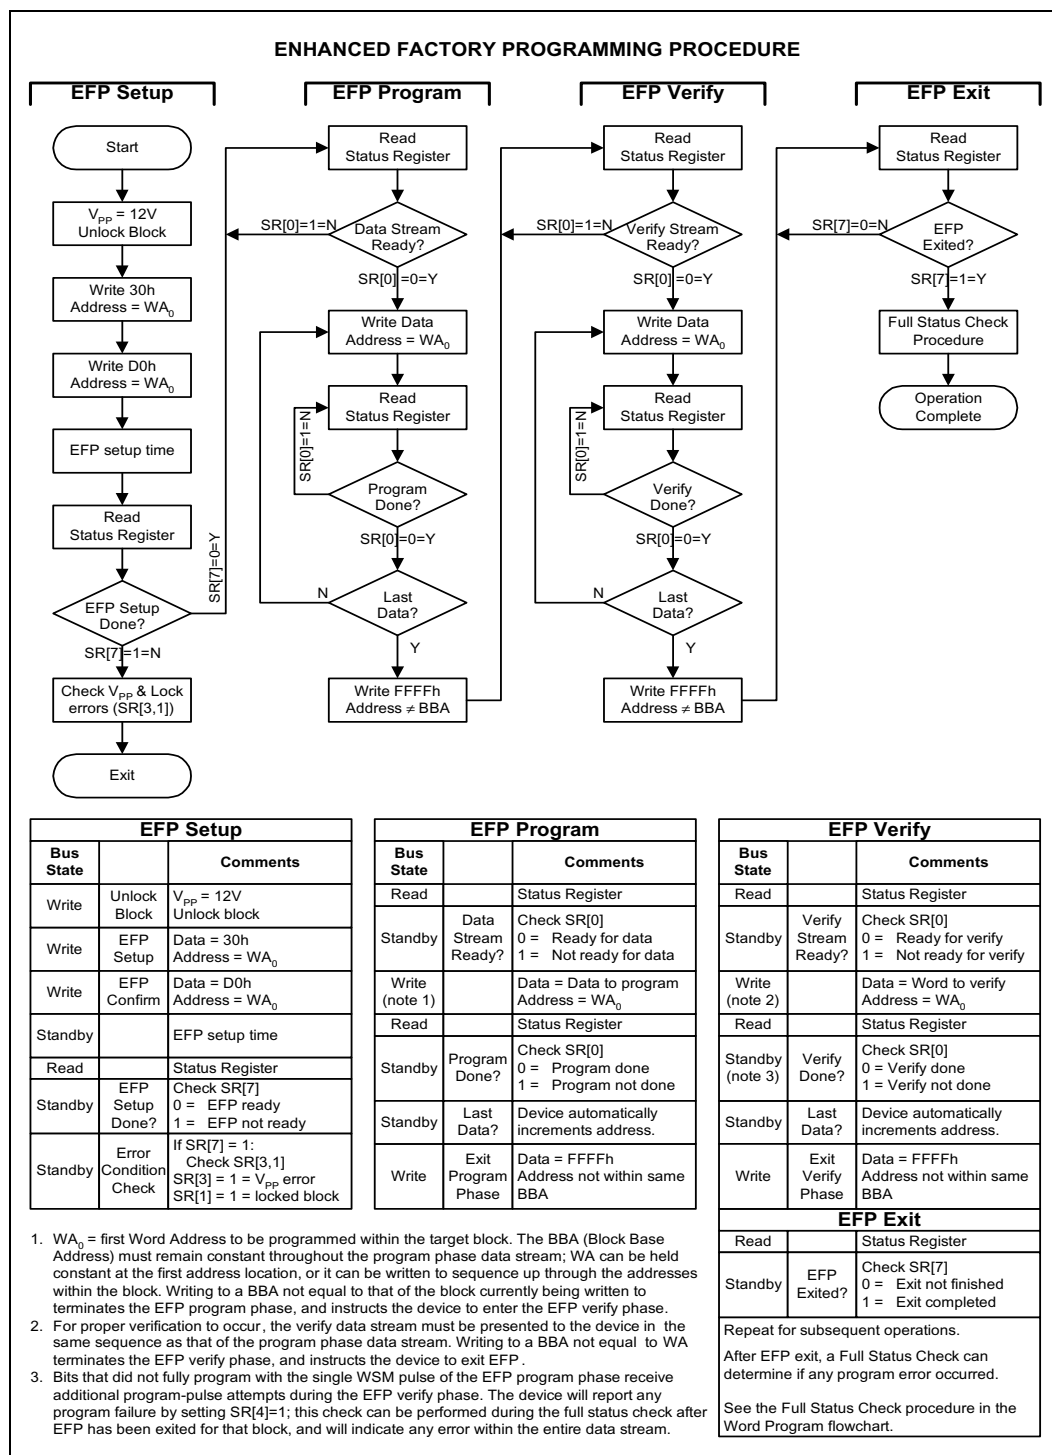 ENHANCED FACTORY PROGRAMMING PROCEDURE
EFP Setup
Start
V_PP = 12V
Unlock Block
Write 30h
Address = WA_0
Write D0h
Address = WA_0
EFP setup time
Read
Status Register
EFP Setup
Done?
SR[7]=0=Y
SR[7]=1=N
Check V_PP & Lock
errors (SR[3,1])
Exit
EFP Program
Read
Status Register
Data Stream
Ready?
SR[0]=1=N
SR[0] =0=Y
Write Data
Address = WA_0
Read
Status Register
SR[0]=1=N
Program
Done?
SR[0]=0=Y
Last
Data?
N
Y
Write FFFFh
Address ≠ BBA
EFP Verify
Read
Status Register
Verify Stream
Ready?
SR[0]=1=N
SR[0] =0=Y
Write Data
Address = WA_0
Read
Status Register
SR[0]=1=N
Verify
Done?
SR[0]=0=Y
Last
Data?
N
Y
Write FFFFh
Address ≠ BBA
EFP Exit
Read
Status Register
EFP
Exited?
SR[7]=0=N
SR[7]=1=Y
Full Status Check
Procedure
Operation
Complete
EFP Setup
Bus
State
Comments
Write
Unlock
Block
V_PP = 12V
Unlock block
Write
EFP
Setup
Data = 30h
Address = WA_0
Write
EFP
Confirm
Data = D0h
Address = WA_0
Standby
EFP setup time
Read
Status Register
Standby
EFP
Setup
Done?
Check SR[7]
0 = EFP ready
1 = EFP not ready
Standby
Error
Condition
Check
If SR[7] = 1:
Check SR[3,1]
SR[3] = 1 = V_PP error
SR[1] = 1 = locked block
EFP Program
Bus
State
Comments
Read
Status Register
Standby
Data
Stream
Ready?
Check SR[0]
0 = Ready for data
1 = Not ready for data
Write
(note 1)
Data = Data to program
Address = WA_0
Read
Status Register
Standby
Program
Done?
Check SR[0]
0 = Program done
1 = Program not done
Standby
Last
Data?
Device automatically
increments address.
Write
Exit
Program
Phase
Data = FFFFh
Address not within same
BBA
EFP Verify
Bus
State
Comments
Read
Status Register
Standby
Verify
Stream
Ready?
Check SR[0]
0 = Ready for verify
1 = Not ready for verify
Write
(note 2)
Data = Word to verify
Address = WA_0
Read
Status Register
Standby
(note 3)
Verify
Done?
Check SR[0]
0 = Verify done
1 = Verify not done
Standby
Last
Data?
Device automatically
increments address.
Write
Exit
Verify
Phase
Data = FFFFh
Address not within same
BBA
EFP Exit
Read
Status Register
Standby
EFP
Exited?
Check SR[7]
0 = Exit not finished
1 = Exit completed
Repeat for subsequent operations.
After EFP exit, a Full Status Check can
determine if any program error occurred.
See the Full Status Check procedure in the
Word Program flowchart.
1. WA_0 = first Word Address to be programmed within the target block. The BBA (Block Base
Address) must remain constant throughout the program phase data stream; WA can be held
constant at the first address location, or it can be written to sequence up through the addresses
within the block. Writing to a BBA not equal to that of the block currently being written to
terminates the EFP program phase, and instructs the device to enter the EFP verify phase.
2. For proper verification to occur, the verify data stream must be presented to the device in the
same sequence as that of the program phase data stream. Writing to a BBA not equal to WA
terminates the EFP verify phase, and instructs the device to exit EFP.
3. Bits that did not fully program with the single WSM pulse of the EFP program phase receive
additional program-pulse attempts during the EFP verify phase. The device will report any
program failure by setting SR[4]=1; this check can be performed during the full status check after
EFP has been exited for that block, and will indicate any error within the entire data stream.